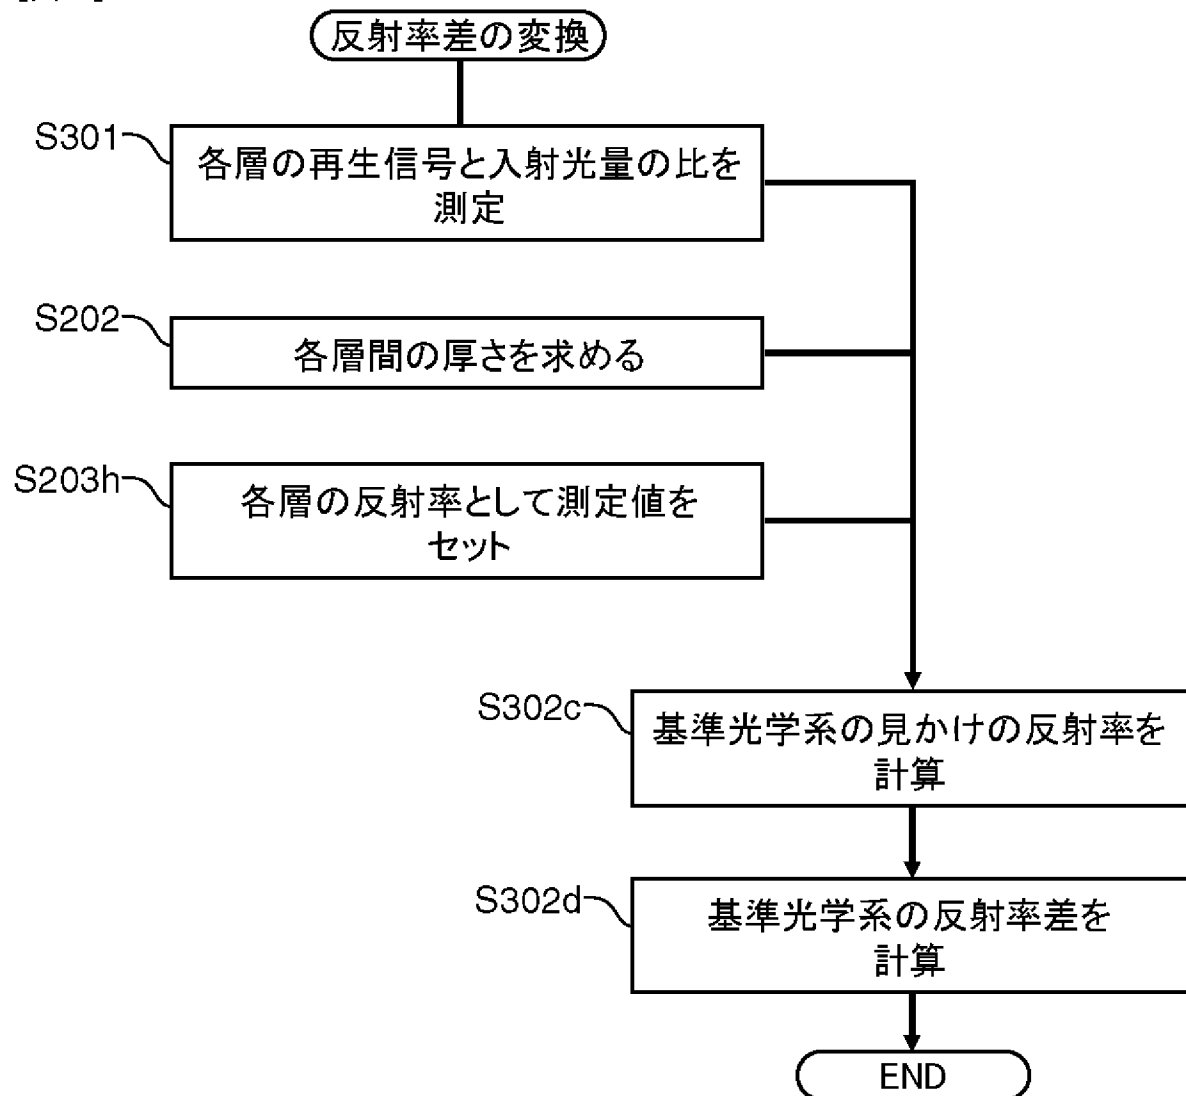 反射率差の変換
S301
各層の再生信号と入射光量の比を
測定
S202
各層間の厚さを求める
S203h
各層の反射率として測定値を
セット
S302c
基準光学系の見かけの反射率を
計算
S302d
基準光学系の反射率差を
計算
END